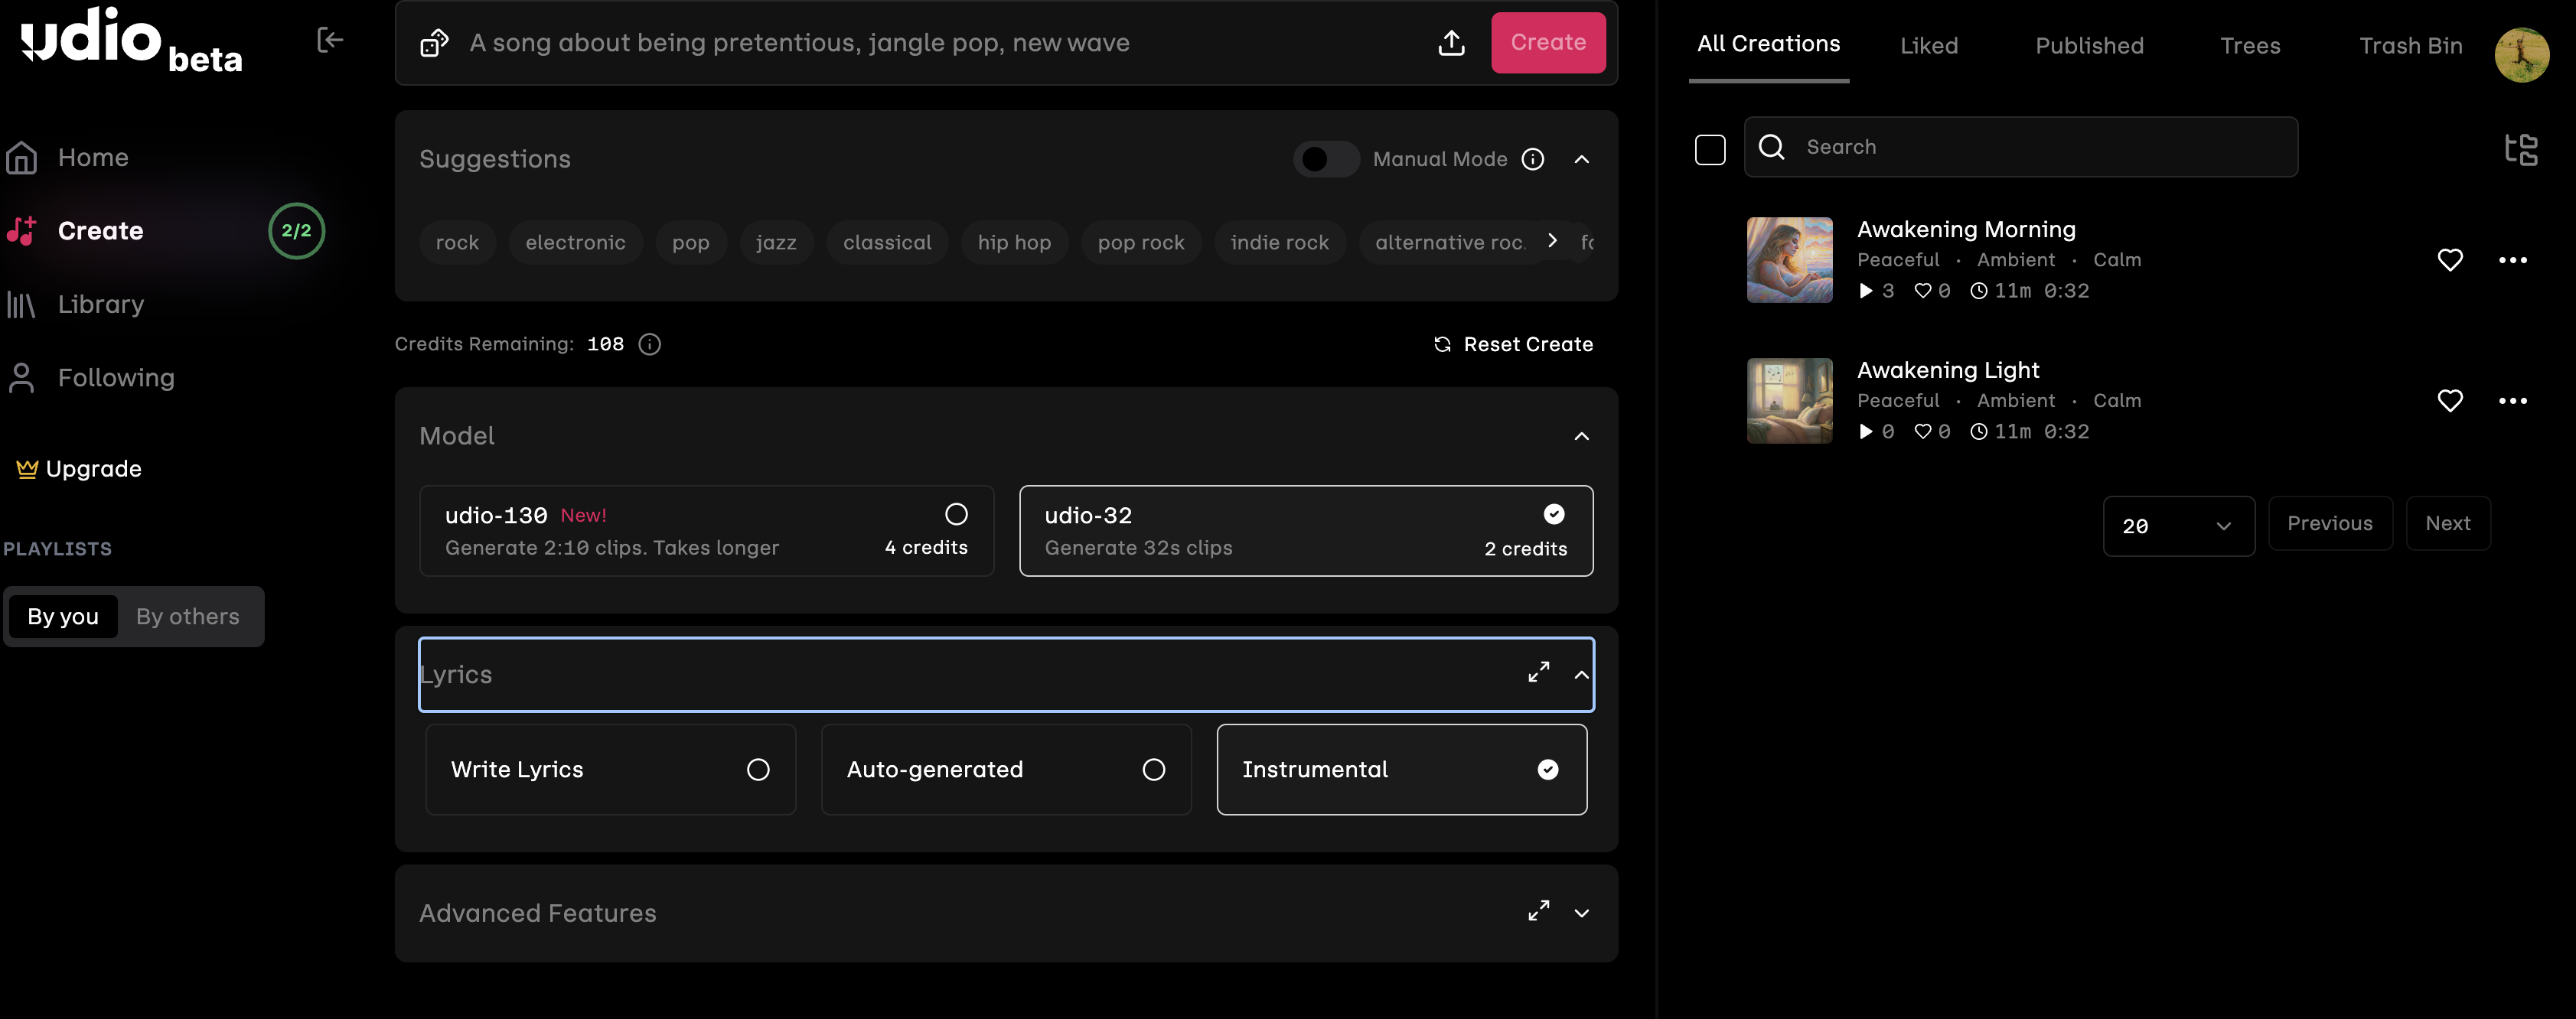 udio beta
Home
Create 2/2
Library
Following
Upgrade
PLAYLISTS
By you By others
A song about being pretentious, jangle pop, new wave Create
Suggestions Manual Mode
rock electronic pop jazz classical hip hop pop rock indie rock alternative roc. fo
Credits Remaining: 108 Reset Create
Model
udio-130 New! udio-32
Generate 2:10 clips. Takes longer 4 credits Generate 32s clips 2 credits
Lyrics
Write Lyrics Auto-generated Instrumental
Advanced Features
All Creations Liked Published Trees Trash Bin
Search
Awakening Morning
Peaceful · Ambient · Calm
3 0 11m 0:32
Awakening Light
Peaceful · Ambient · Calm
0 0 11m 0:32
20 Previous Next